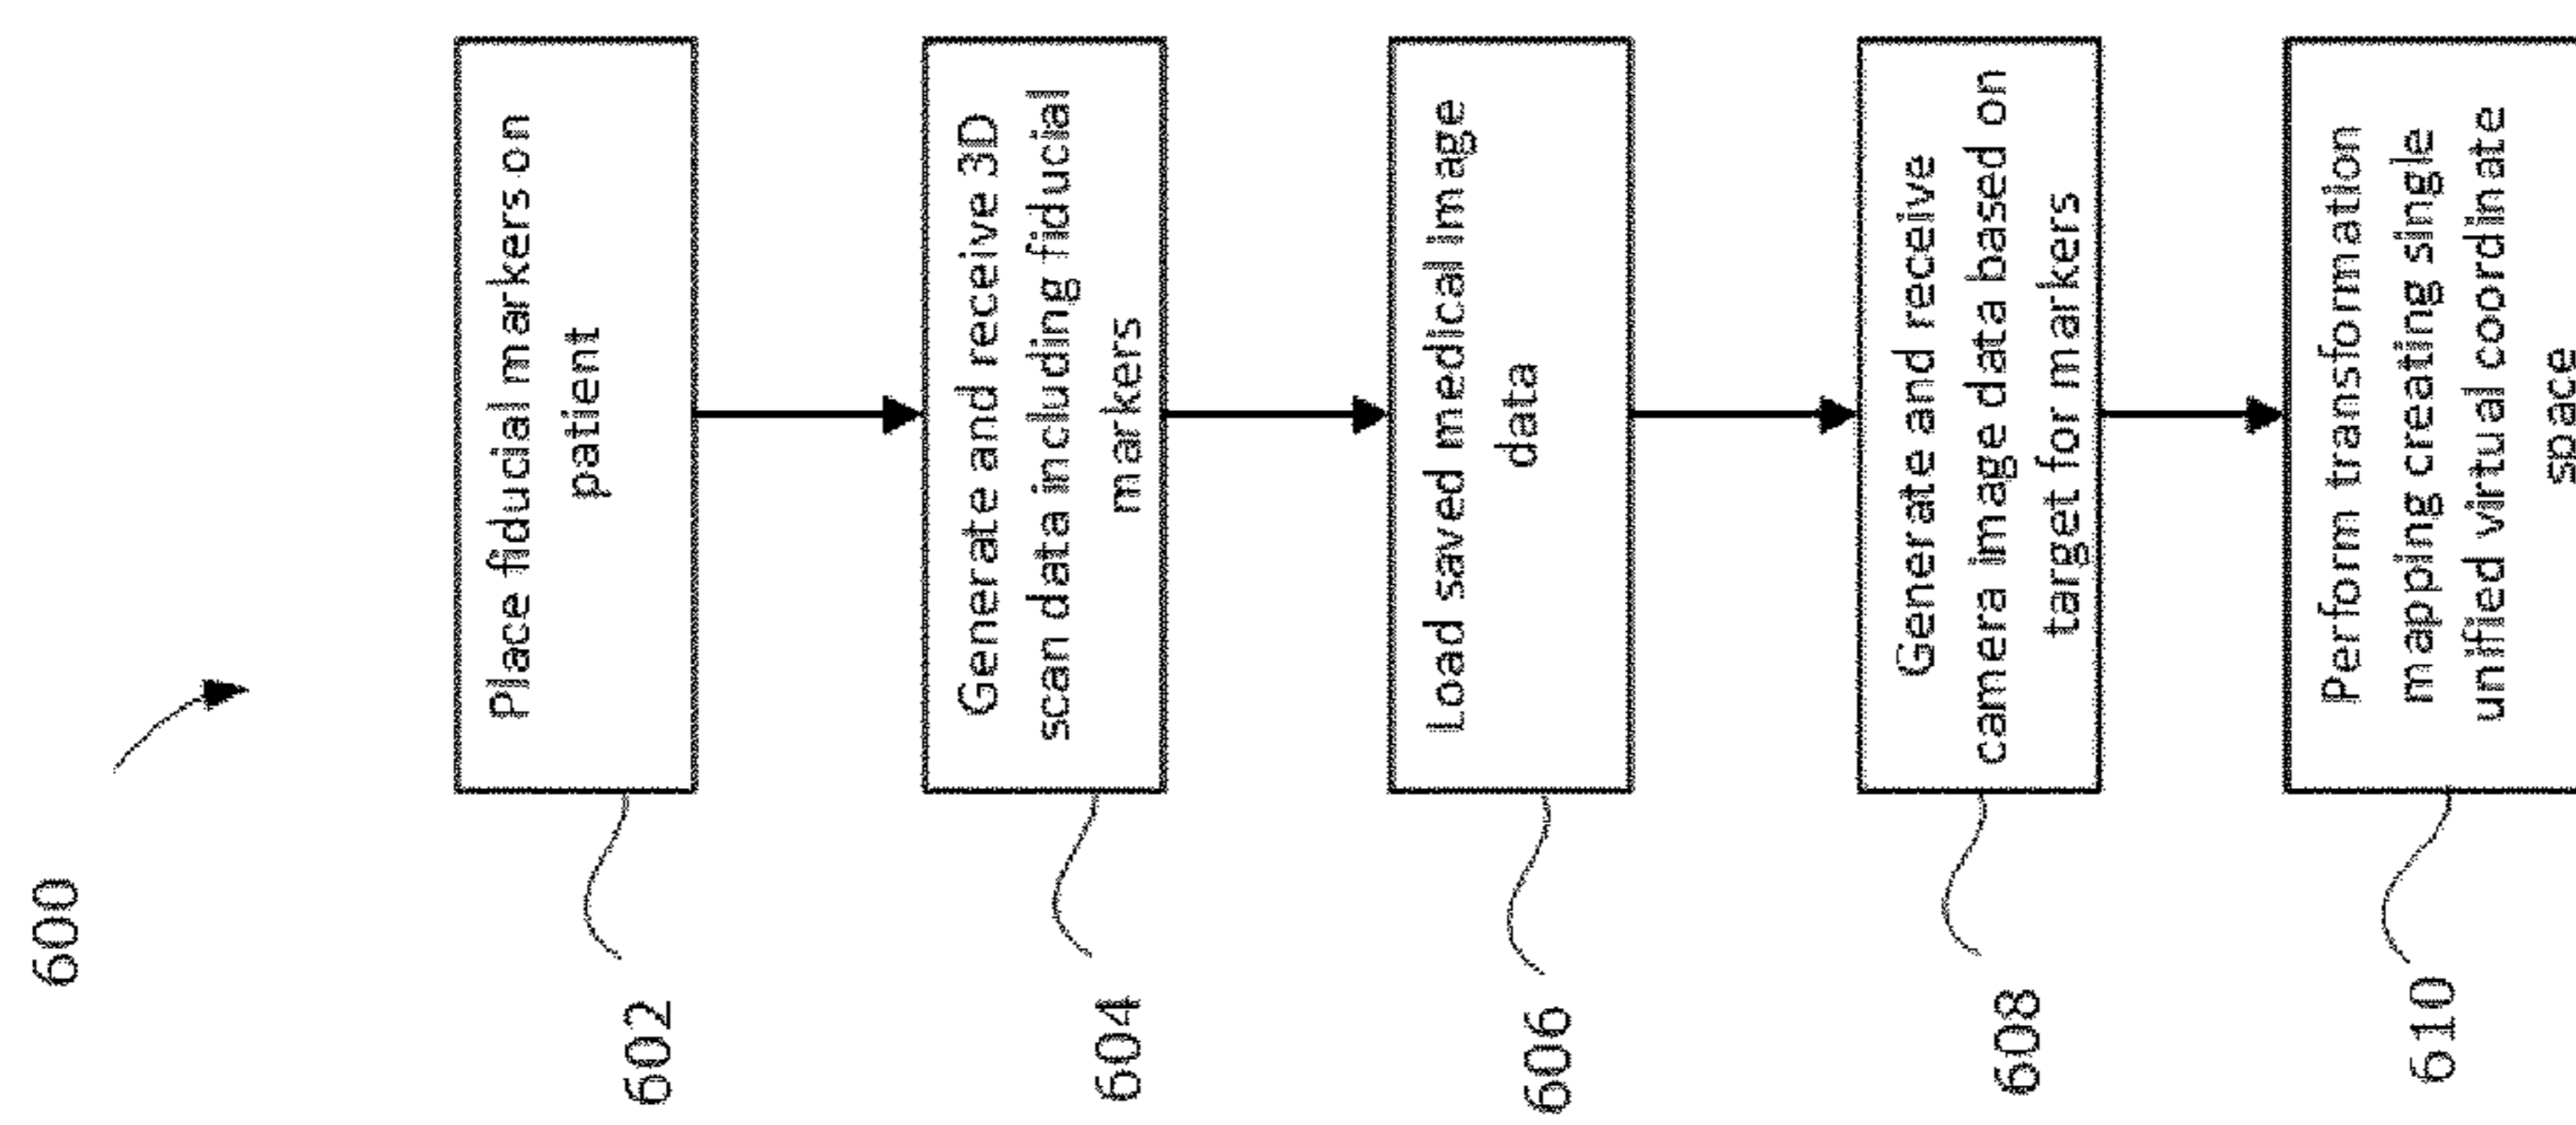 600
602
Place fiducial markers on
patient
604
Generate and receive 3D
scan data including fiducial
markers
606
Load saved medical image
data
608
Generate and receive
camera image data based on
target for markers
610
Perform transformation
mapping creating single
unified virtual coordinate
space